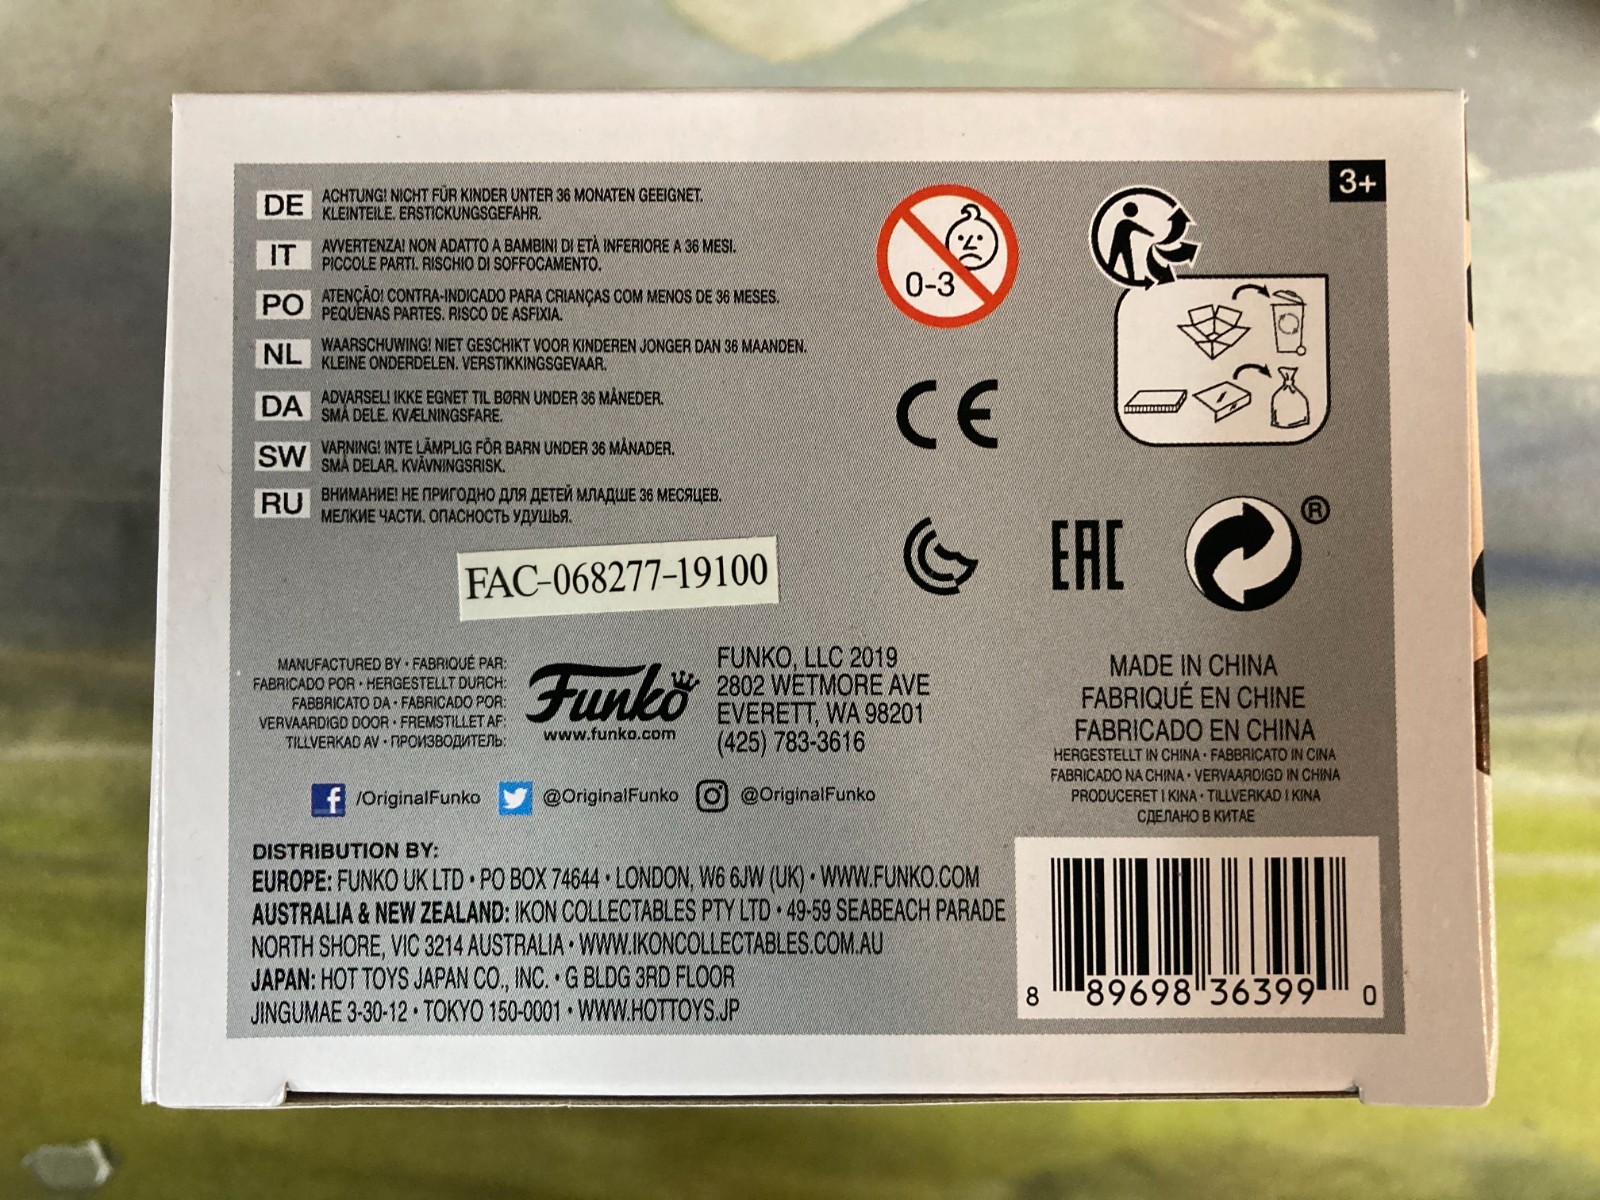 3+
DE ACHTUNG! NICHT FÜR KINDER UNTER 36 MONATEN GEEIGNET.
KLEINTEILE. ERSTICKUNGSGEFAHR.
IT AVVERTENZA! NON ADATTO A BAMBINI DI ETÀ INFERIORE A 36 MESI.
PICCOLE PARTI. RISCHIO DI SOFFOCAMENTO.
PO ATENÇÃO! CONTRA-INDICADO PARA CRIANÇAS COM MENOS DE 36 MESES.
PEQUENAS PARTES. RISCO DE ASFIXIA.
NL WAARSCHUWING! NIET GESCHIKT VOOR KINDEREN JONGER DAN 36 MAANDEN.
KLEINE ONDERDELEN. VERSTIKKINGSGEVAAR.
DA ADVARSEL! IKKE EGNET TIL BØRN UNDER 36 MÅNEDER.
SMÅ DELE. KVÆLNINGSFARE.
SW VARNING! INTE LÄMPLIG FÖR BARN UNDER 36 MÅNADER.
SMÅ DELAR. KVÄVNINGSRISK.
RU ВНИМАНИЕ! НЕ ПРИГОДНО ДЛЯ ДЕТЕЙ МЛАДШЕ 36 МЕСЯЦЕВ.
МЕЛКИЕ ЧАСТИ. ОПАСНОСТЬ УДУШЬЯ.
0-3
CE
EAC
®
FAC-068277-19100
MANUFACTURED BY • FABRIQUÉ PAR:
FABRICADO POR • HERGESTELLT DURCH:
FABBRICATO DA • FABRICADO POR:
VERVAARDIGD DOOR • FREMSTILLET AF:
TILLVERKAD AV • ПРОИЗВОДИТЕЛЬ:
Funko
www.funko.com
FUNKO, LLC 2019
2802 WETMORE AVE
EVERETT, WA 98201
(425) 783-3616
MADE IN CHINA
FABRIQUÉ EN CHINE
FABRICADO EN CHINA
HERGESTELLT IN CHINA • FABBRICATO IN CINA
FABRICADO NA CHINA • VERVAARDIGD IN CHINA
PRODUCERET I KINA • TILLVERKAD I KINA
СДЕЛАНО В КИТАЕ
f /OriginalFunko @OriginalFunko @OriginalFunko
DISTRIBUTION BY:
EUROPE: FUNKO UK LTD • PO BOX 74644 • LONDON, W6 6JW (UK) • WWW.FUNKO.COM
AUSTRALIA & NEW ZEALAND: IKON COLLECTABLES PTY LTD • 49-59 SEABEACH PARADE
NORTH SHORE, VIC 3214 AUSTRALIA • WWW.IKONCOLLECTABLES.COM.AU
JAPAN: HOT TOYS JAPAN CO., INC. • G BLDG 3RD FLOOR
JINGUMAE 3-30-12 • TOKYO 150-0001 • WWW.HOTTOYS.JP
8 89698 36399 0